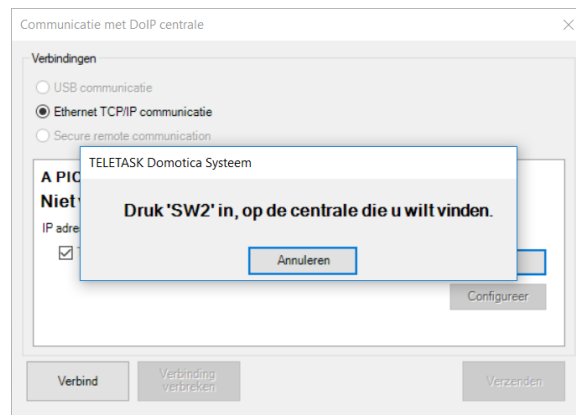 Communicatie met DoIP centrale
Verbindingen
USB communicatie
Ethernet TCP/IP communicatie
Secure remote communication
TELETASK Domotica Systeem
A PIC
Niet
Druk 'SW2' in, op de centrale die u wilt vinden.
IP adre
Annuleren
Configureer
Verbind
Verbinding
verbreken
Verzenden